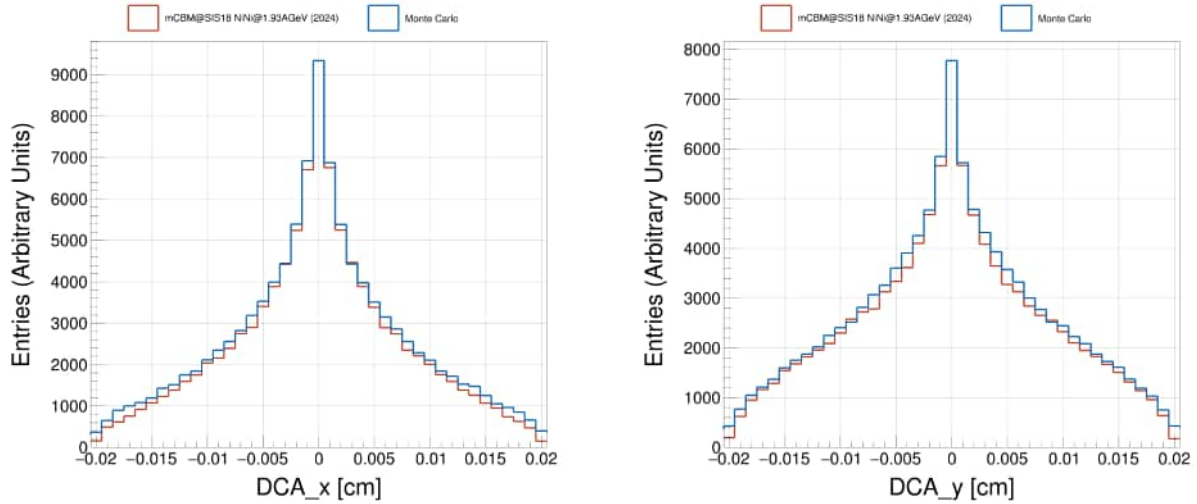 mCBM@SIS18 NiNi@1.93AGeV (2024) Monte Carlo
Entries (Arbitrary Units)
9000
8000
7000
6000
5000
4000
3000
2000
1000
0
−0.02 −0.015 −0.01 −0.005 0 0.005 0.01 0.015 0.02
DCA_x [cm]
mCBM@SIS18 NiNi@1.93AGeV (2024) Monte Carlo
Entries (Arbitrary Units)
8000
7000
6000
5000
4000
3000
2000
1000
0
−0.02 −0.015 −0.01 −0.005 0 0.005 0.01 0.015 0.02
DCA_y [cm]